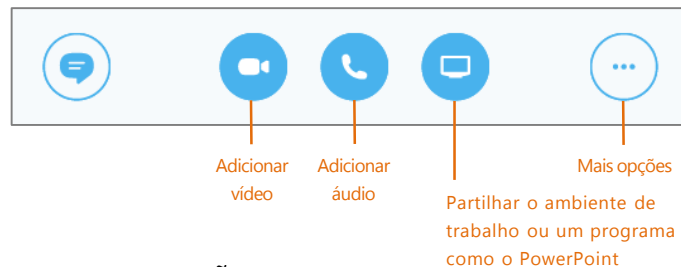 Adicionar
vídeo
Adicionar
áudio
Mais opções
Partilhar o ambiente de
trabalho ou um programa
como o PowerPoint